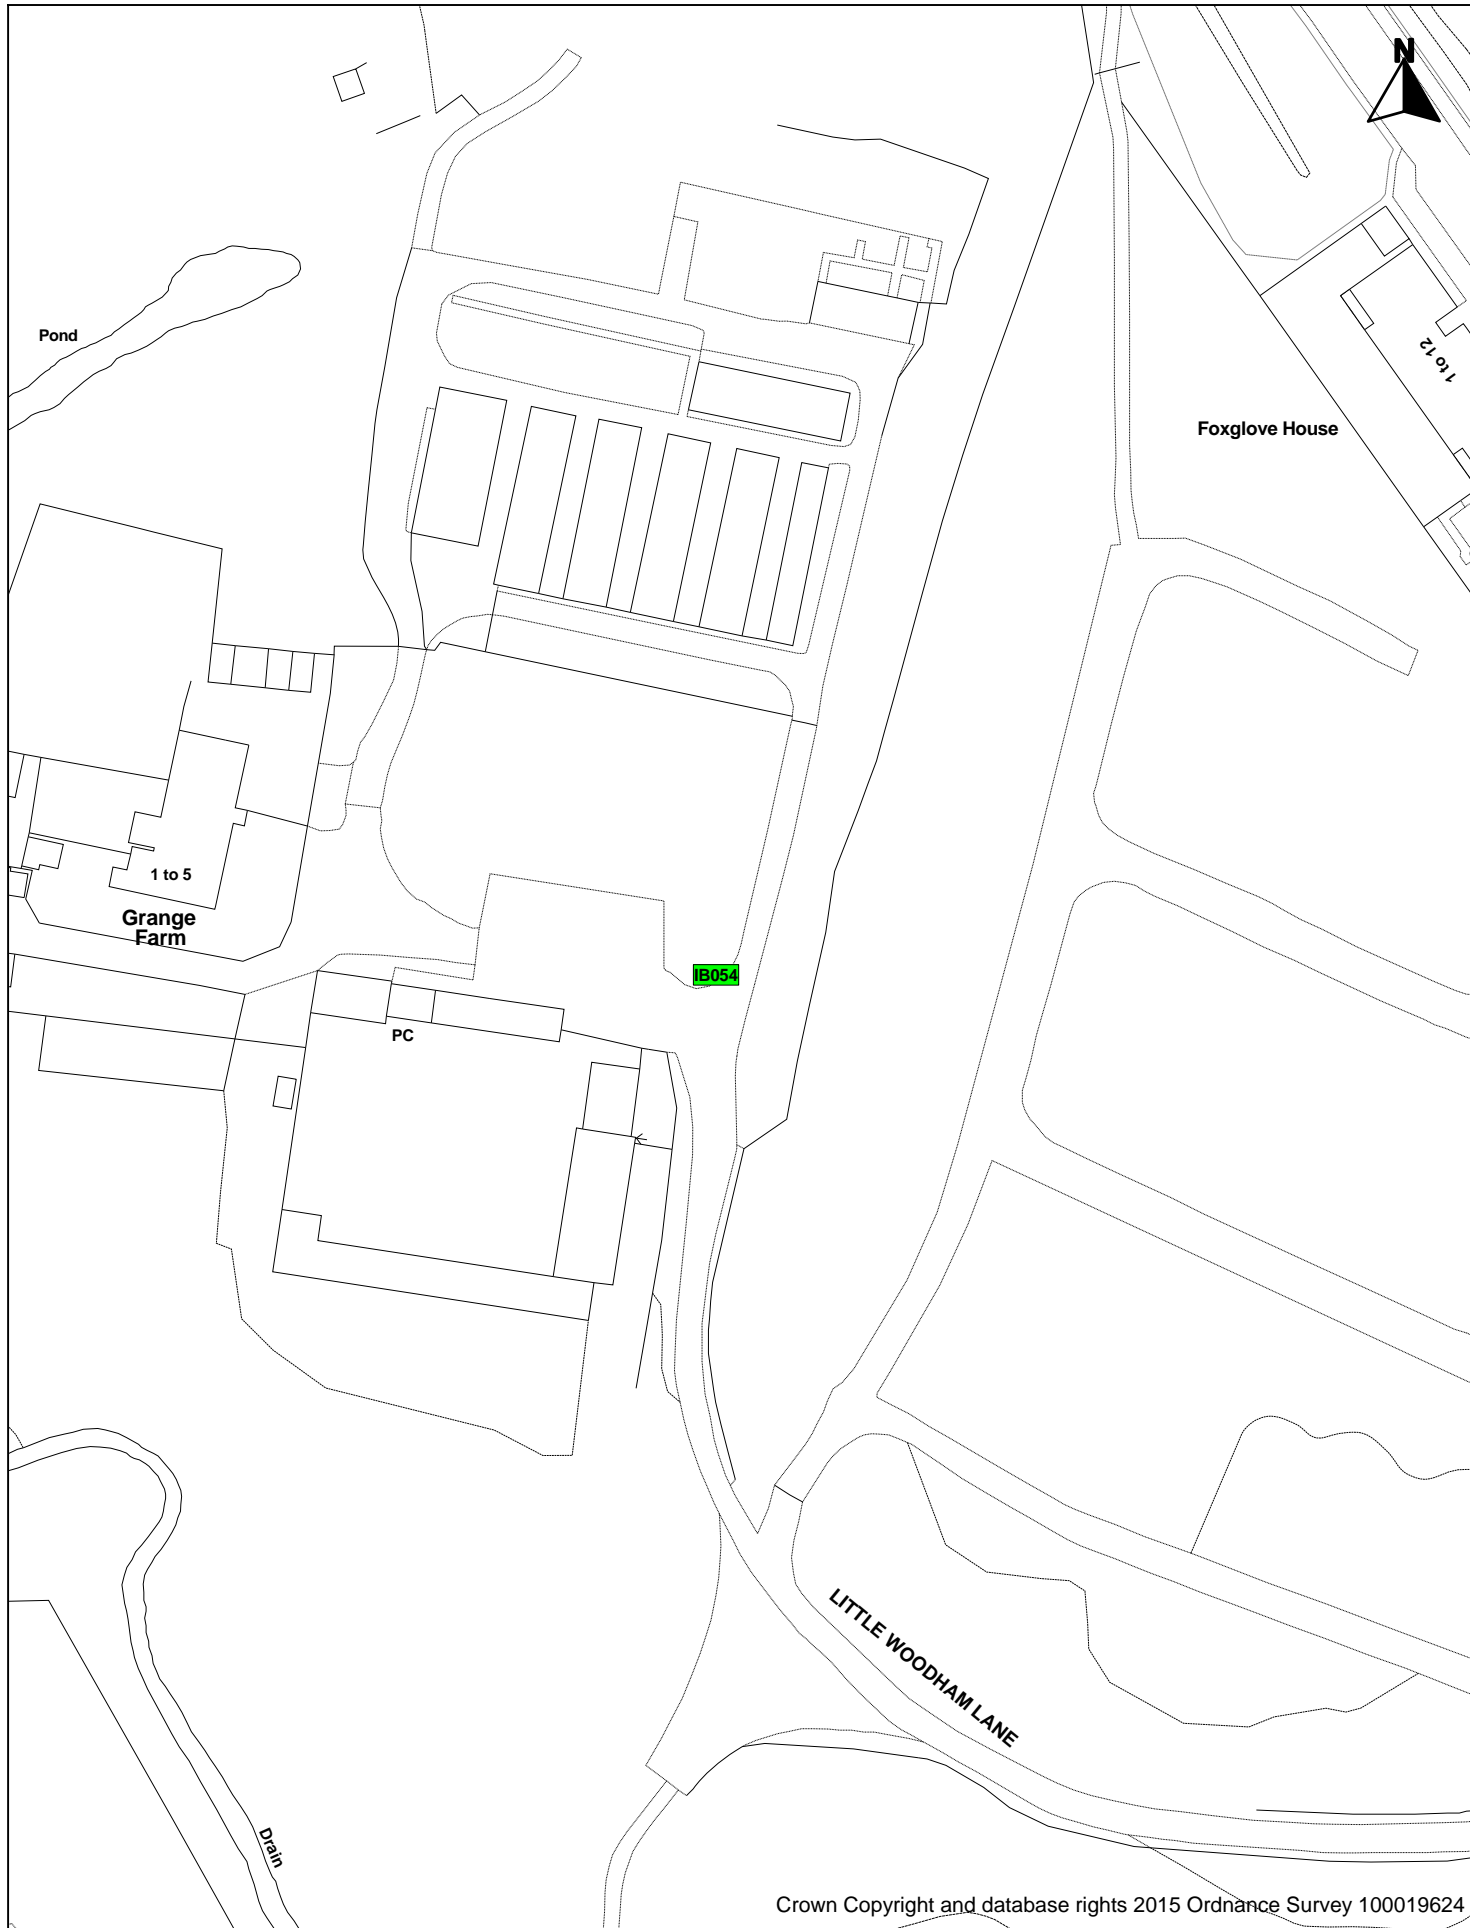 N
Pond
1 to 12
Foxglove House
1 to 5
Grange
Farm
IB054
PC
LITTLE WOODHAM LANE
Drain
Crown Copyright and database rights 2015 Ordnance Survey 100019624